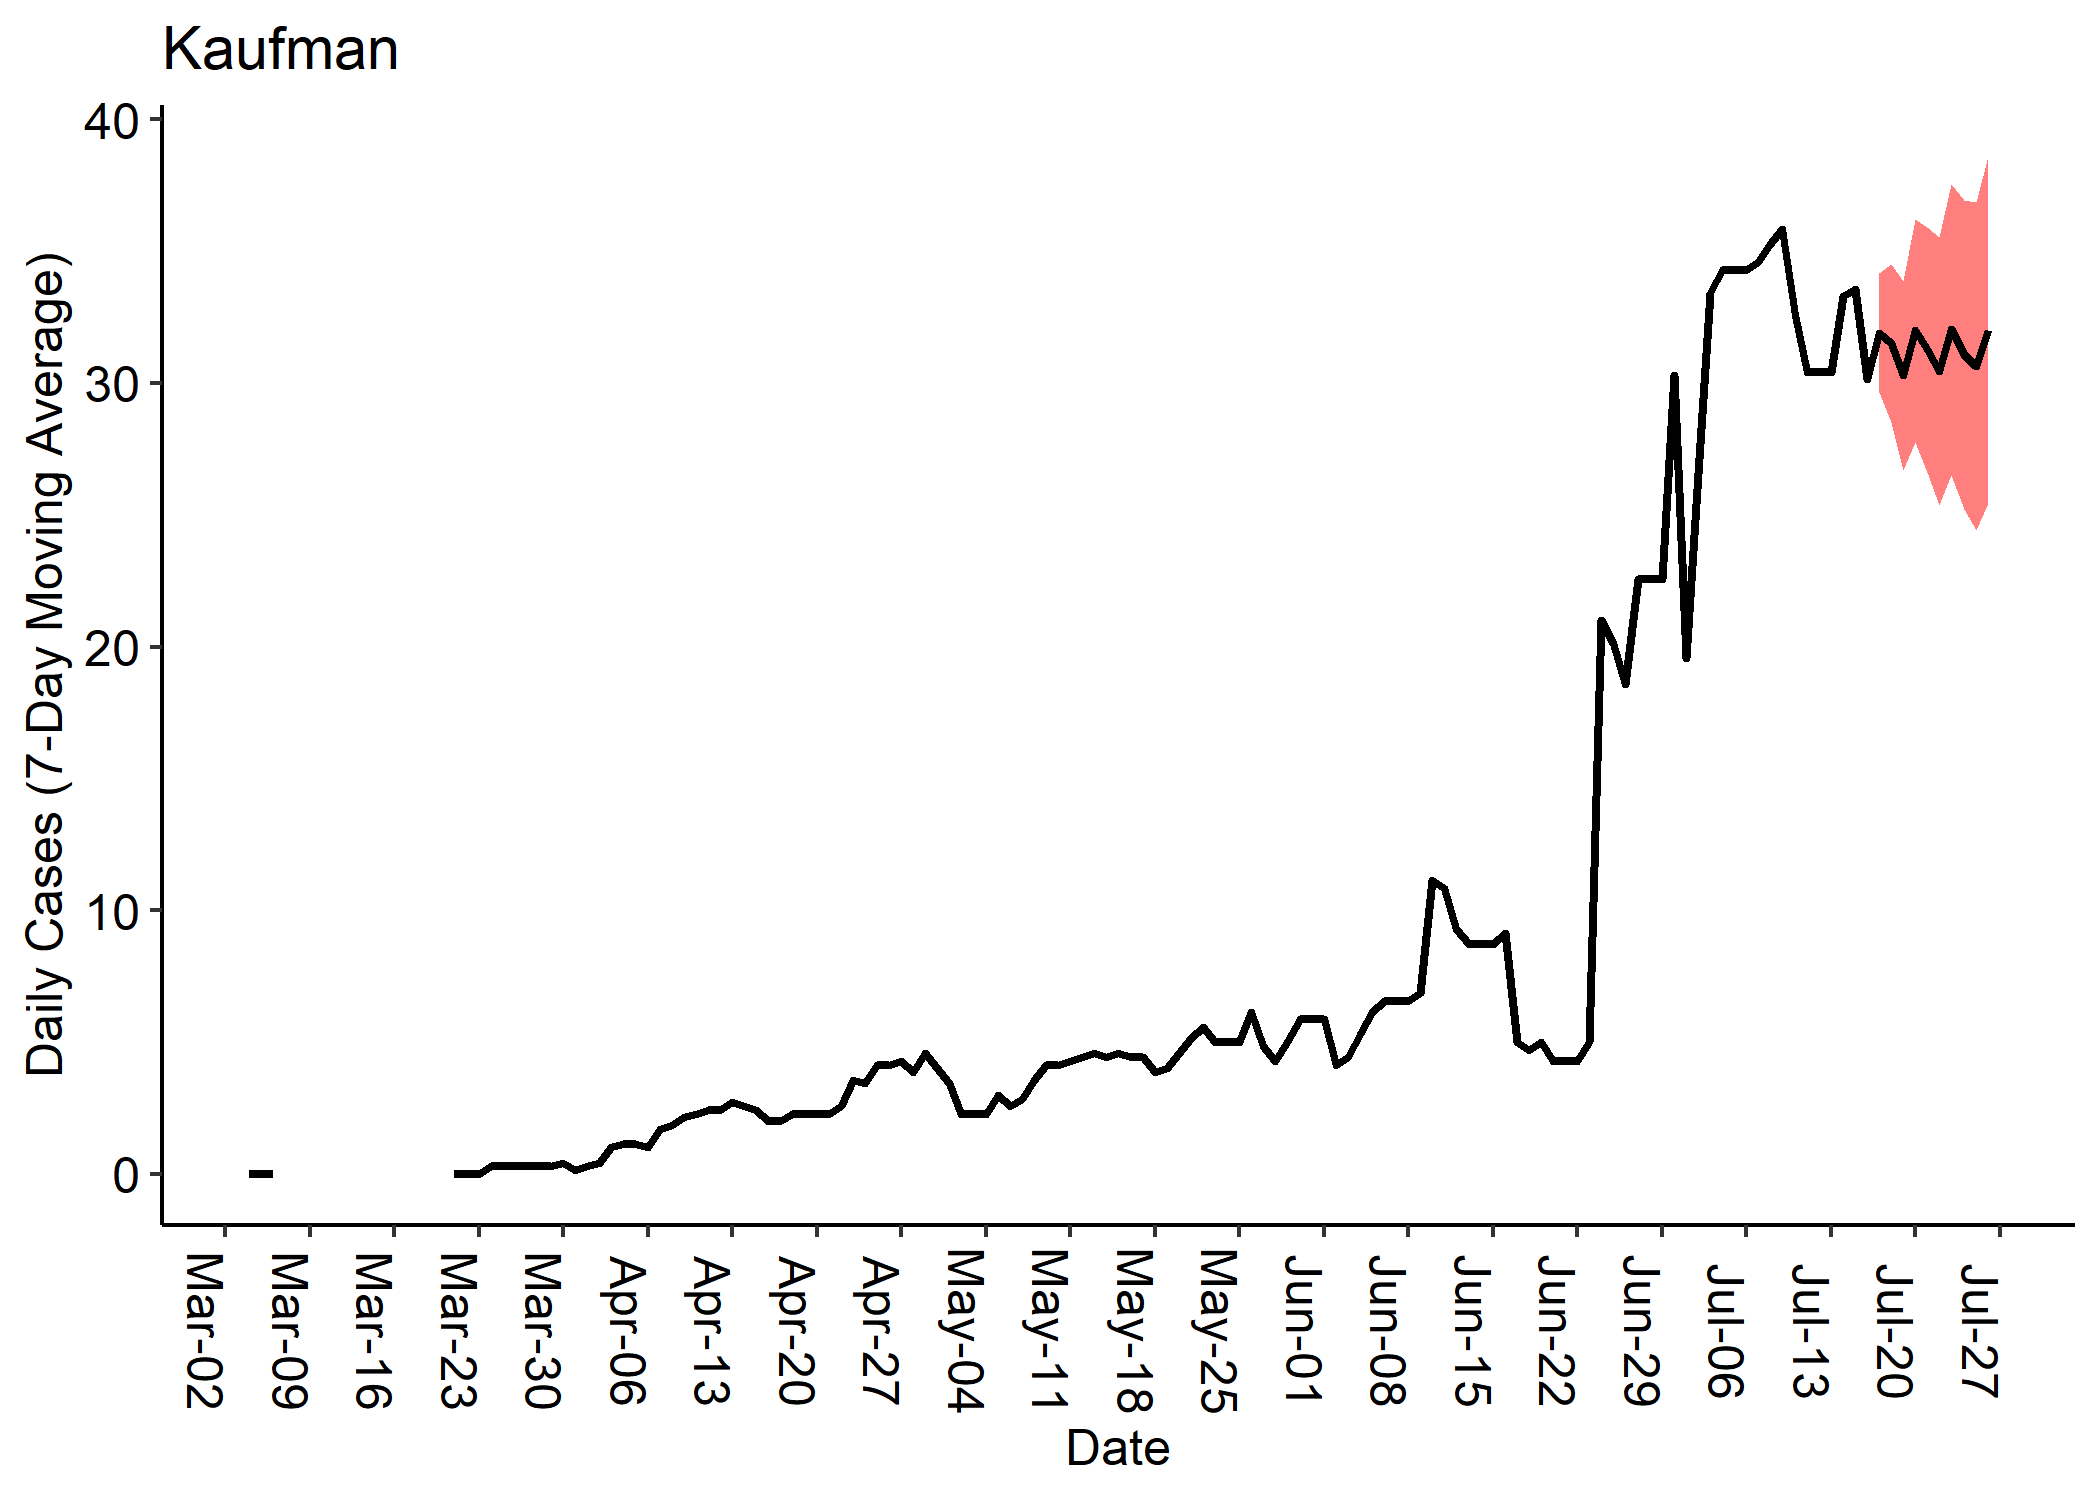 Kaufman
Daily Cases (7-Day Moving Average)
40
30
20
10
0
Mar-02
Mar-09
Mar-16
Mar-23
Mar-30
Apr-06
Apr-13
Apr-20
Apr-27
May-04
May-11
May-18
May-25
Jun-01
Jun-08
Jun-15
Jun-22
Jun-29
Jul-06
Jul-13
Jul-20
Jul-27
Date